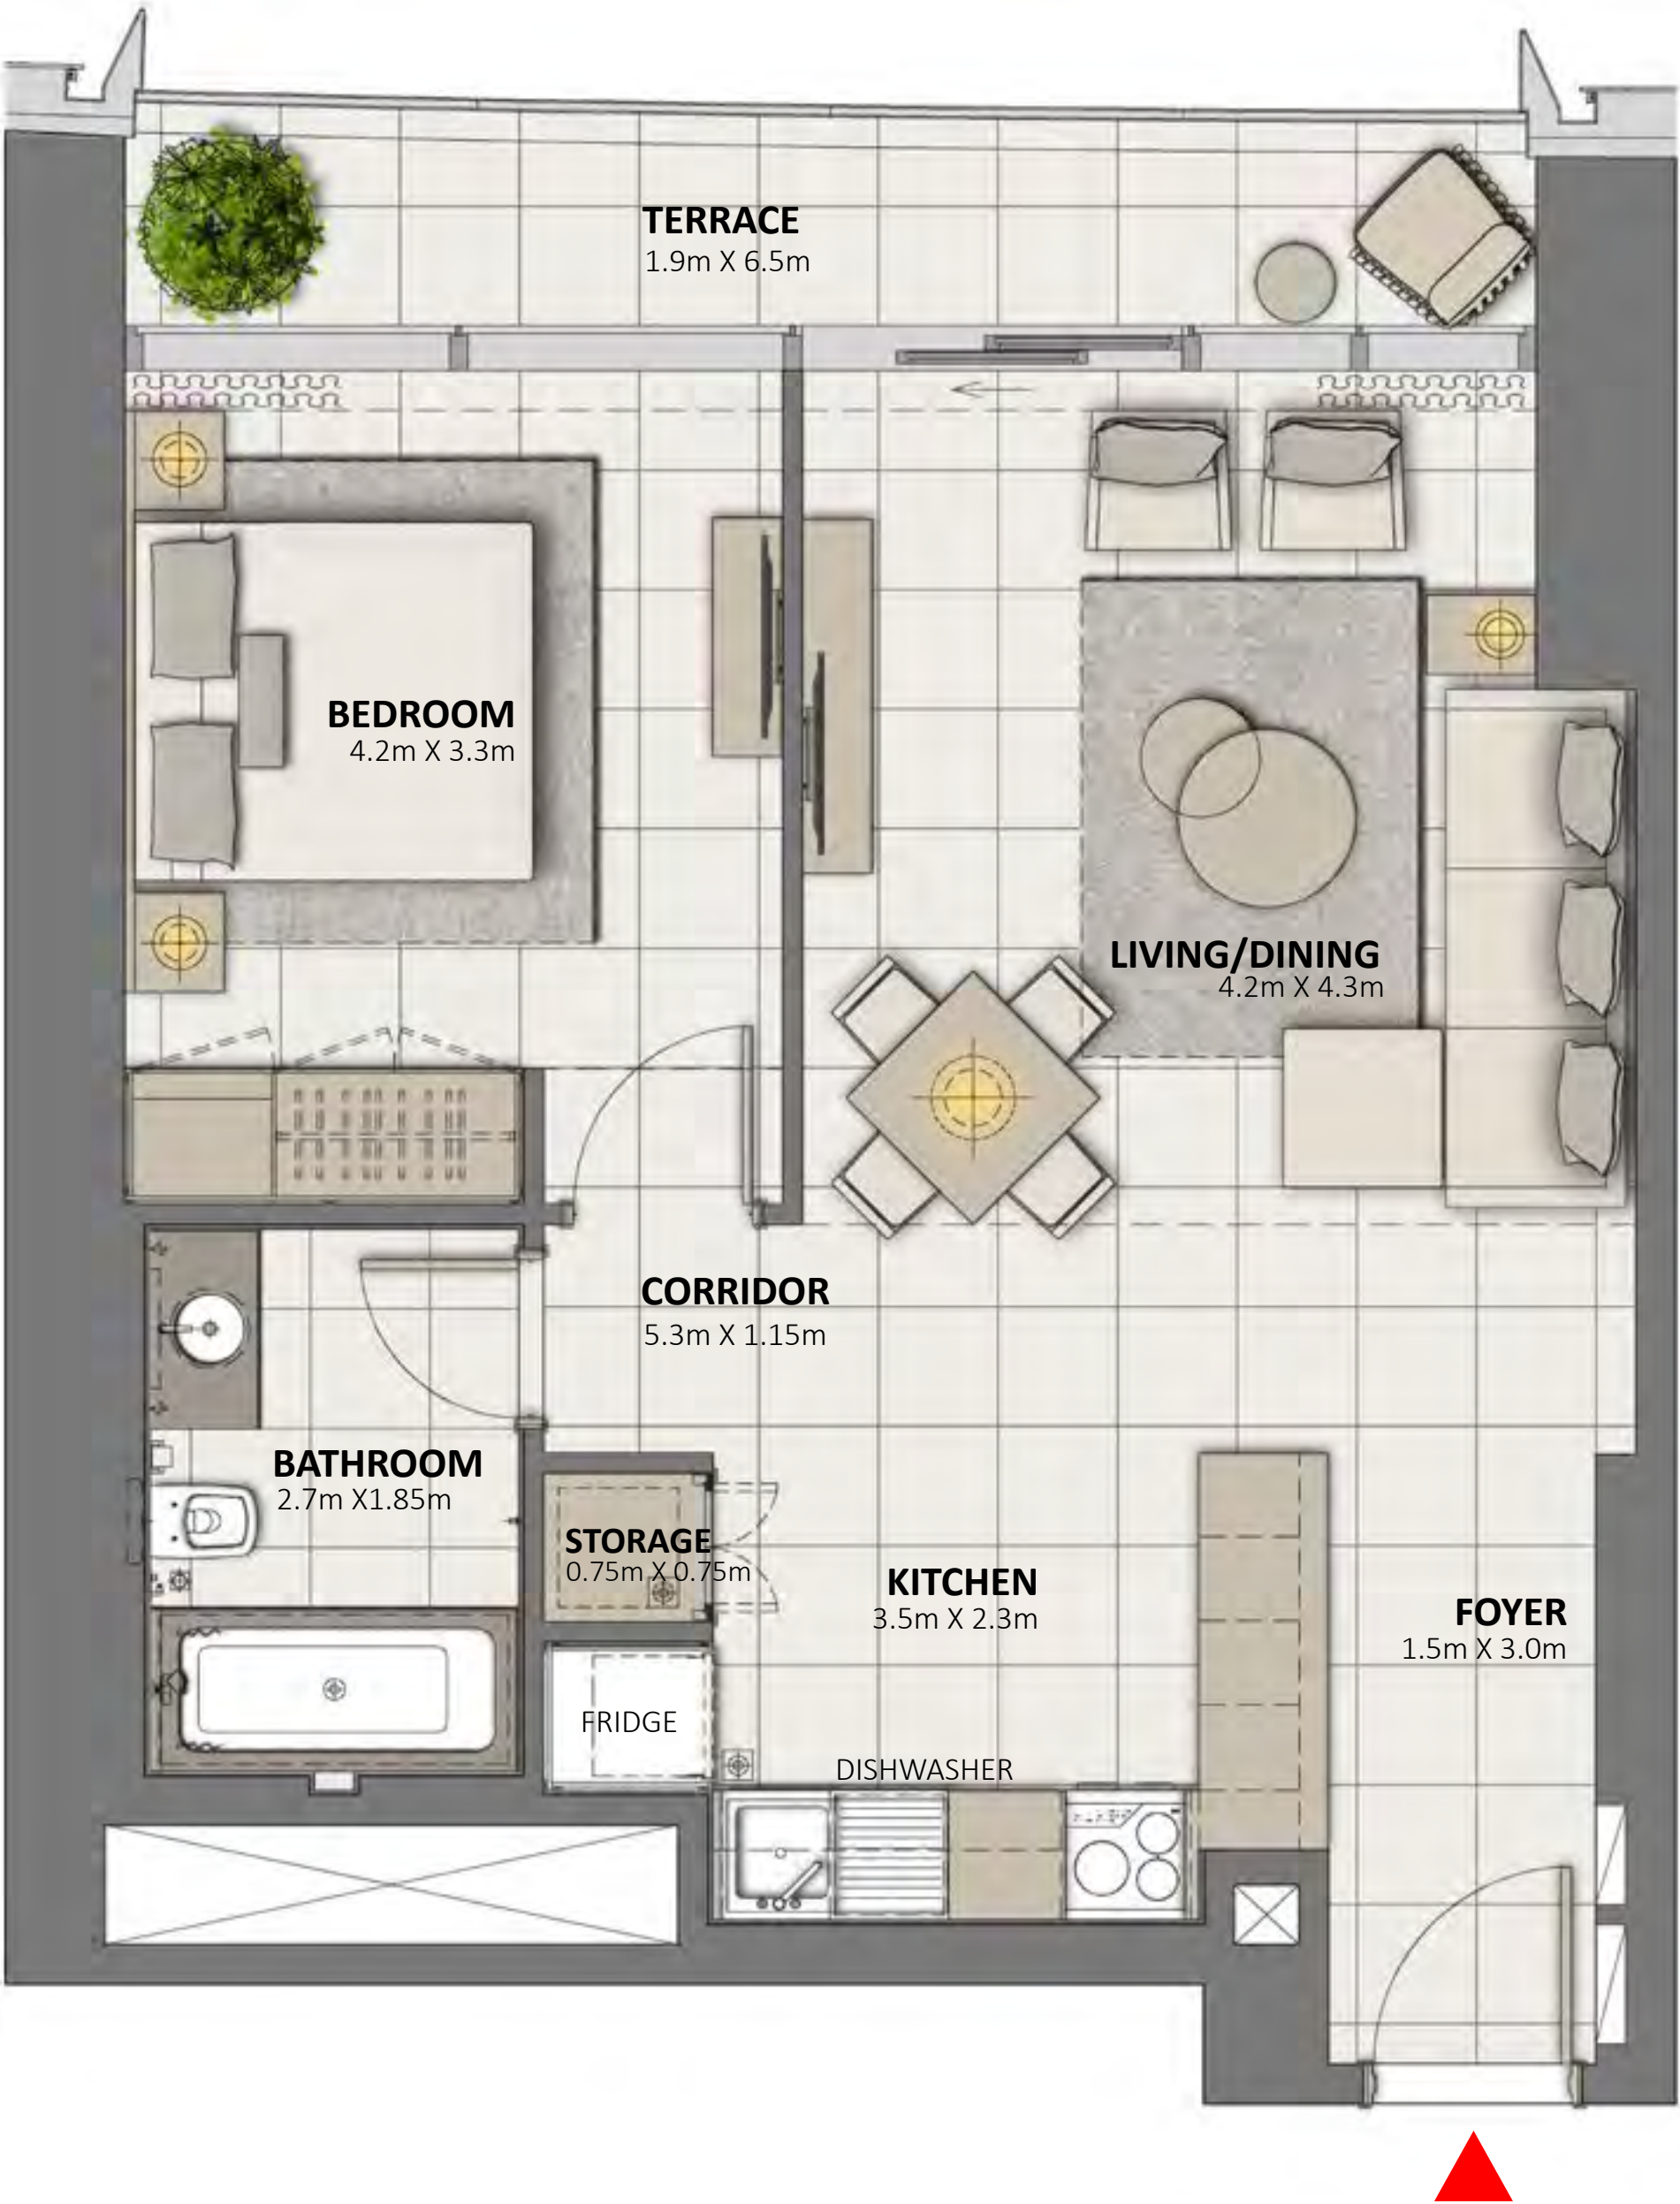 TERRACE
1.9m X 6.5m
BEDROOM
4.2m X 3.3m
LIVING/DINING
4.2m X 4.3m
CORRIDOR
5.3m X 1.15m
BATHROOM
2.7m X1.85m
STORAGE
0.75m X 0.75m
KITCHEN
3.5m X 2.3m
FOYER
1.5m X 3.0m
FRIDGE
DISHWASHER